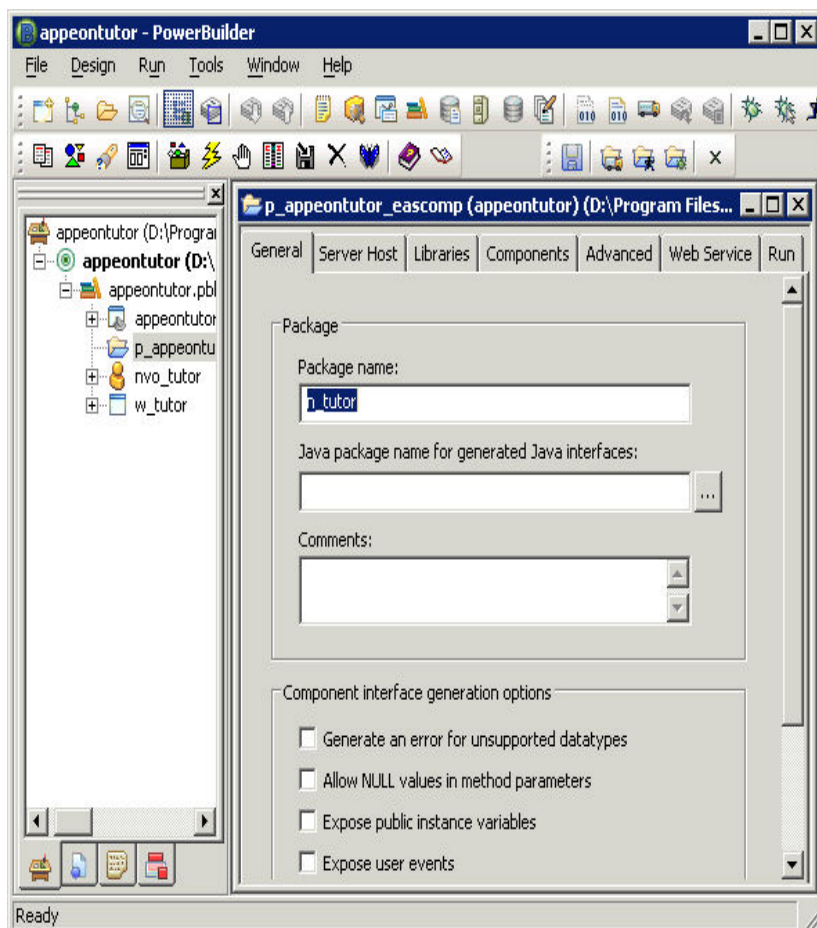 appeontutor - PowerBuilder
File Design Run Tools Window Help
appeontutor (D:\Program
appeontutor (D:\
appeontutor.pbl
appeontutor
p_appeontu
nvo_tutor
w_tutor
p_appeontutor_eascomp (appeontutor) (D:\Program Files...
General Server Host Libraries Components Advanced Web Service Run
Package
Package name:
n_tutor
Java package name for generated Java interfaces:
...
Comments:
Component interface generation options
Generate an error for unsupported datatypes
Allow NULL values in method parameters
Expose public instance variables
Expose user events
Ready